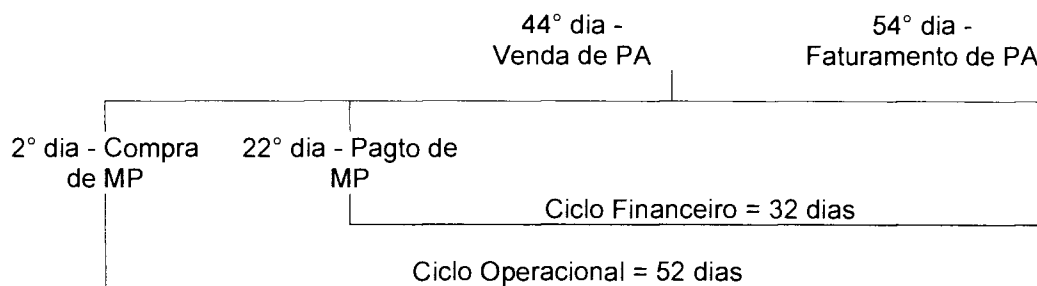 44° dia -
Venda de PA
54° dia -
Faturamento de PA
2° dia - Compra
de MP
22° dia - Pagto de
MP
Ciclo Financeiro = 32 dias
Ciclo Operacional = 52 dias